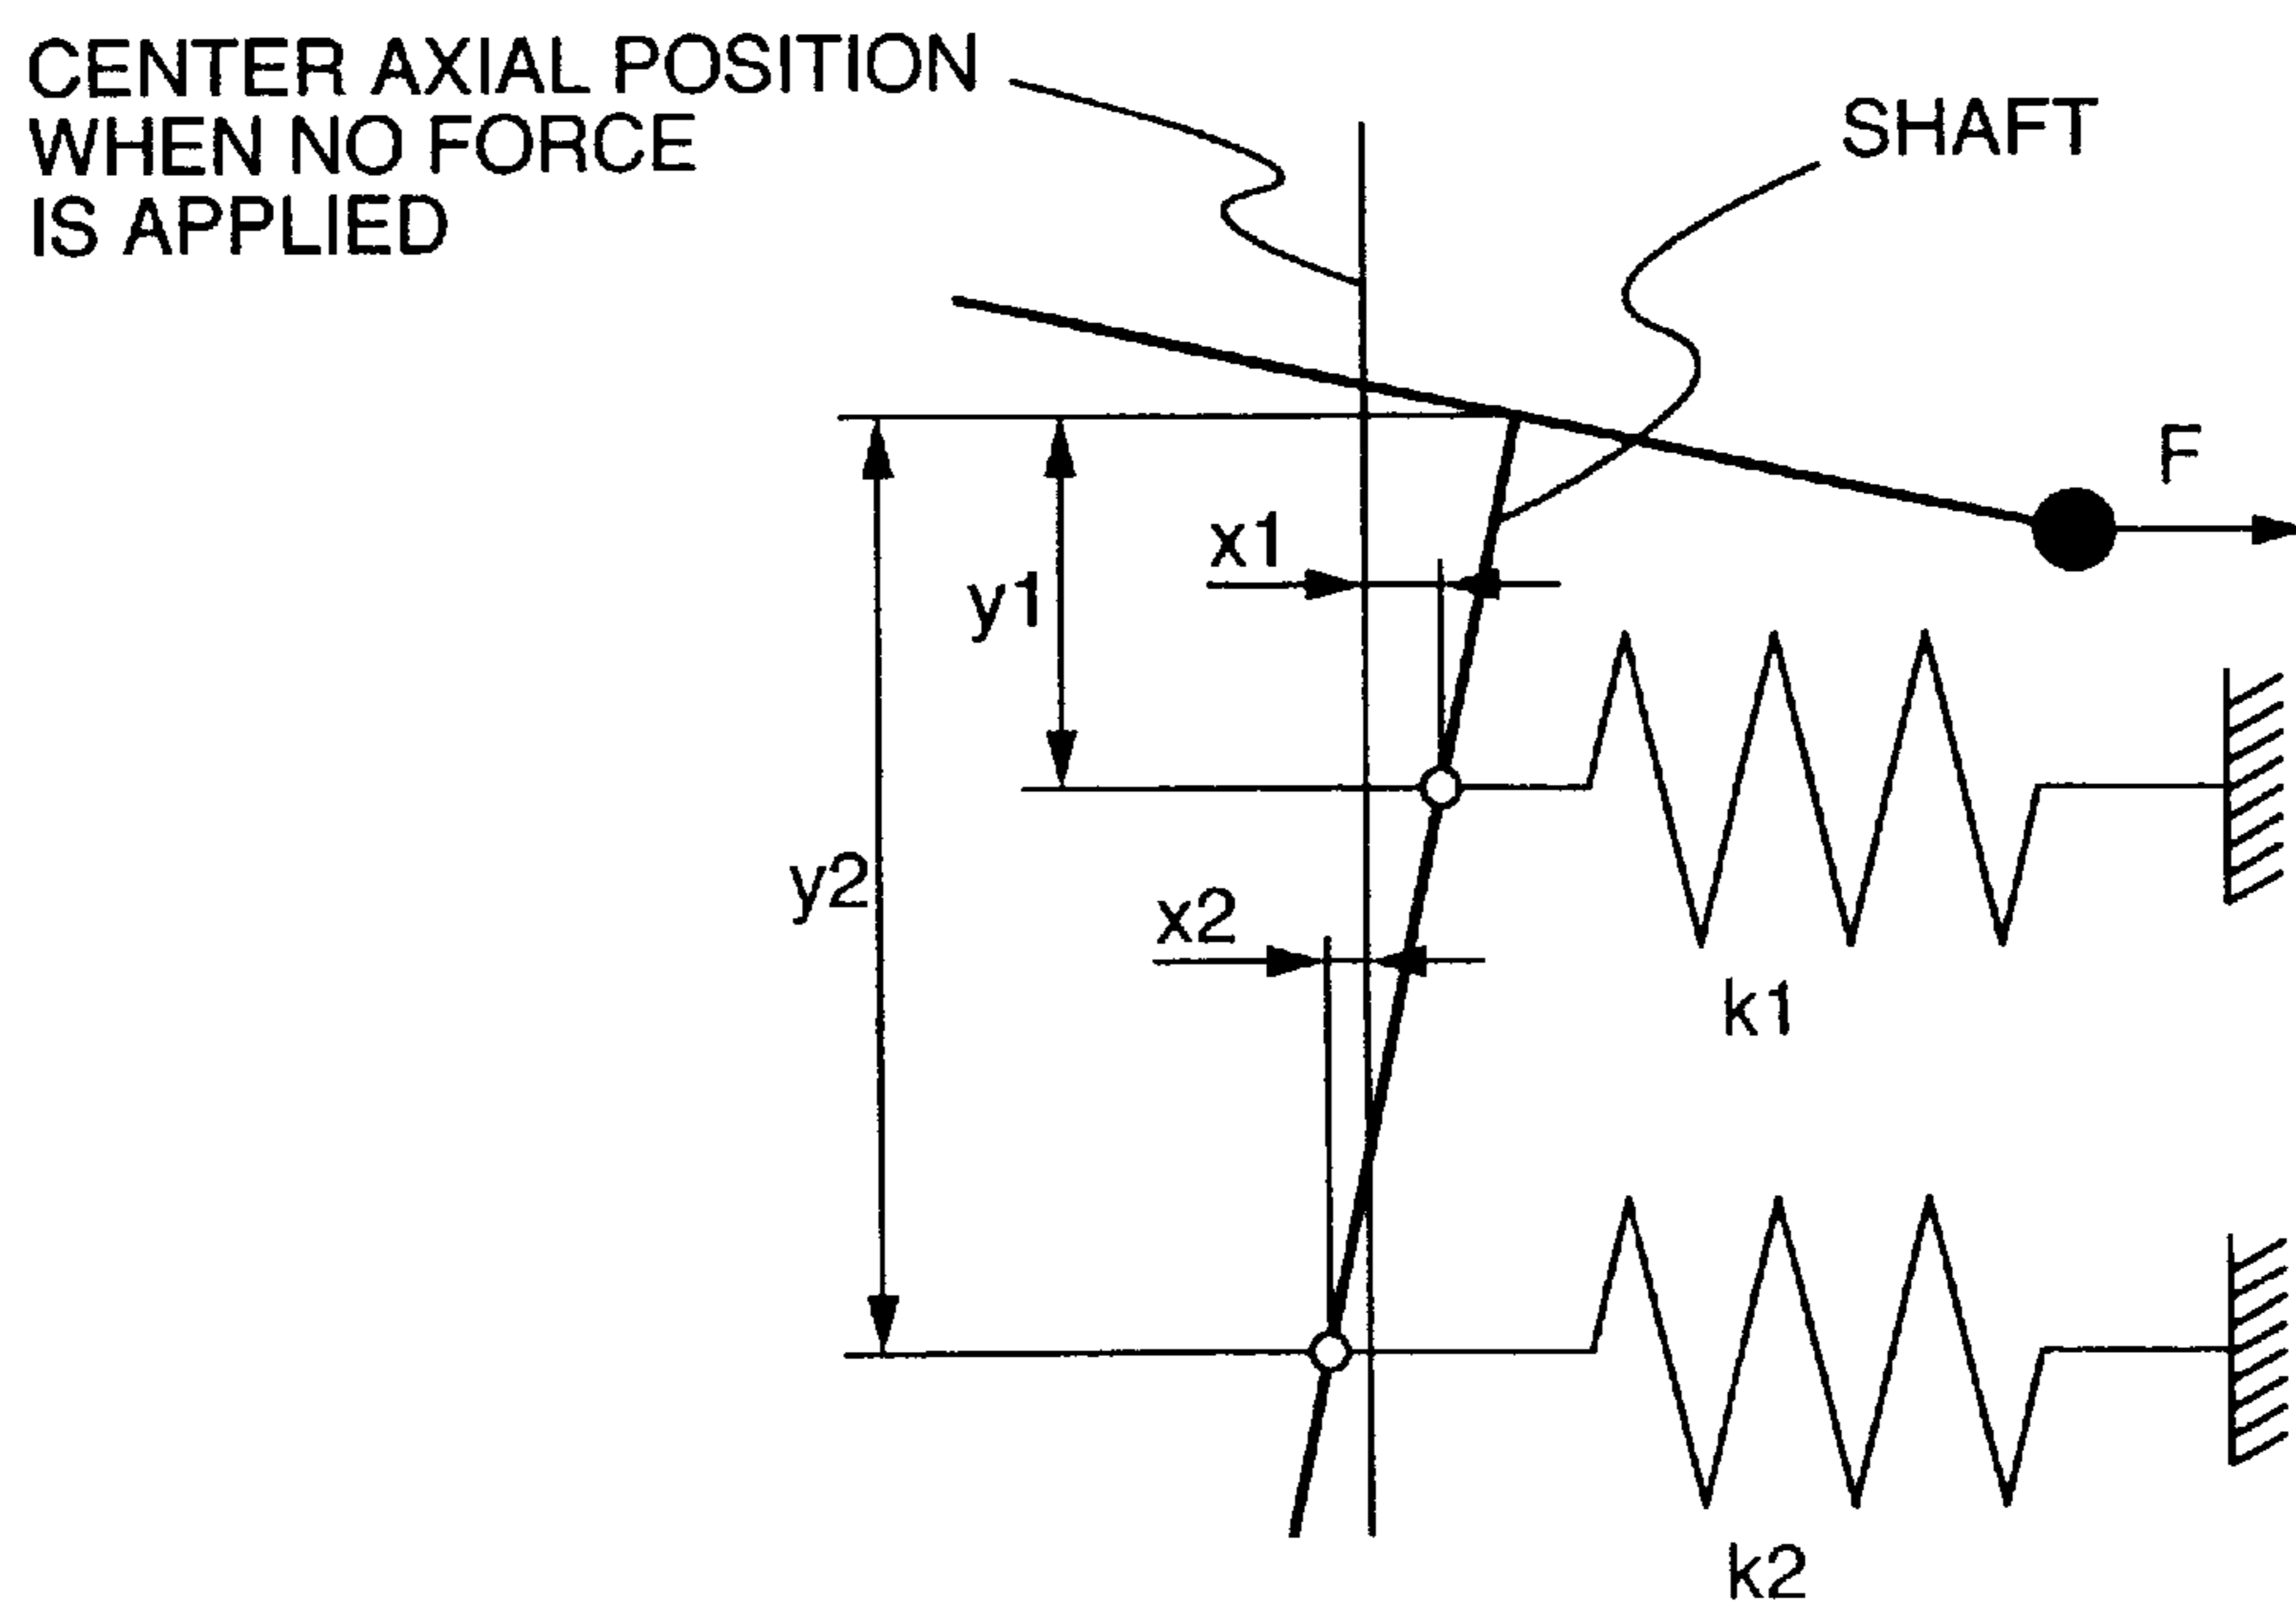 CENTER AXIAL POSITION
WHEN NO FORCE
IS APPLIED
SHAFT
F
x1
y1
y2
x2
k1
k2